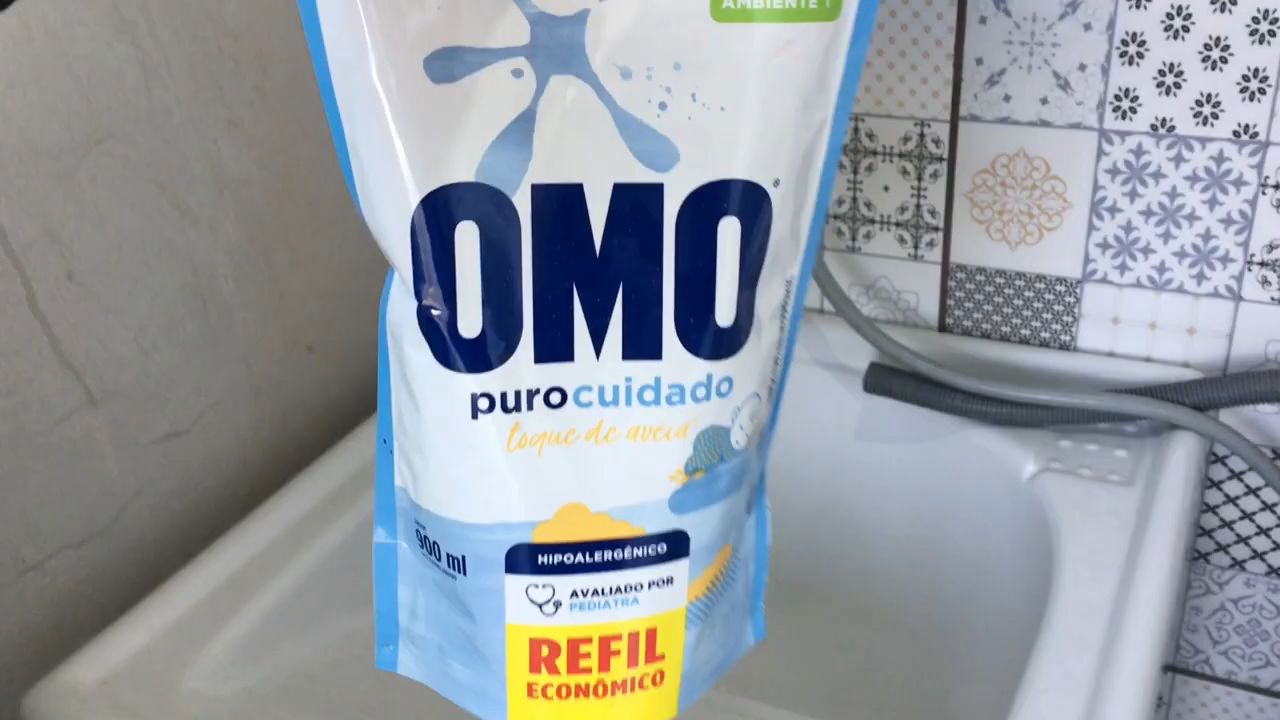 AMBIENTE
OMO
puro cuidado
toque de aveia
900 ml
HIPOALERGÊNICO
AVALIADO POR
PEDIATRA
REFIL
ECONÔMICO